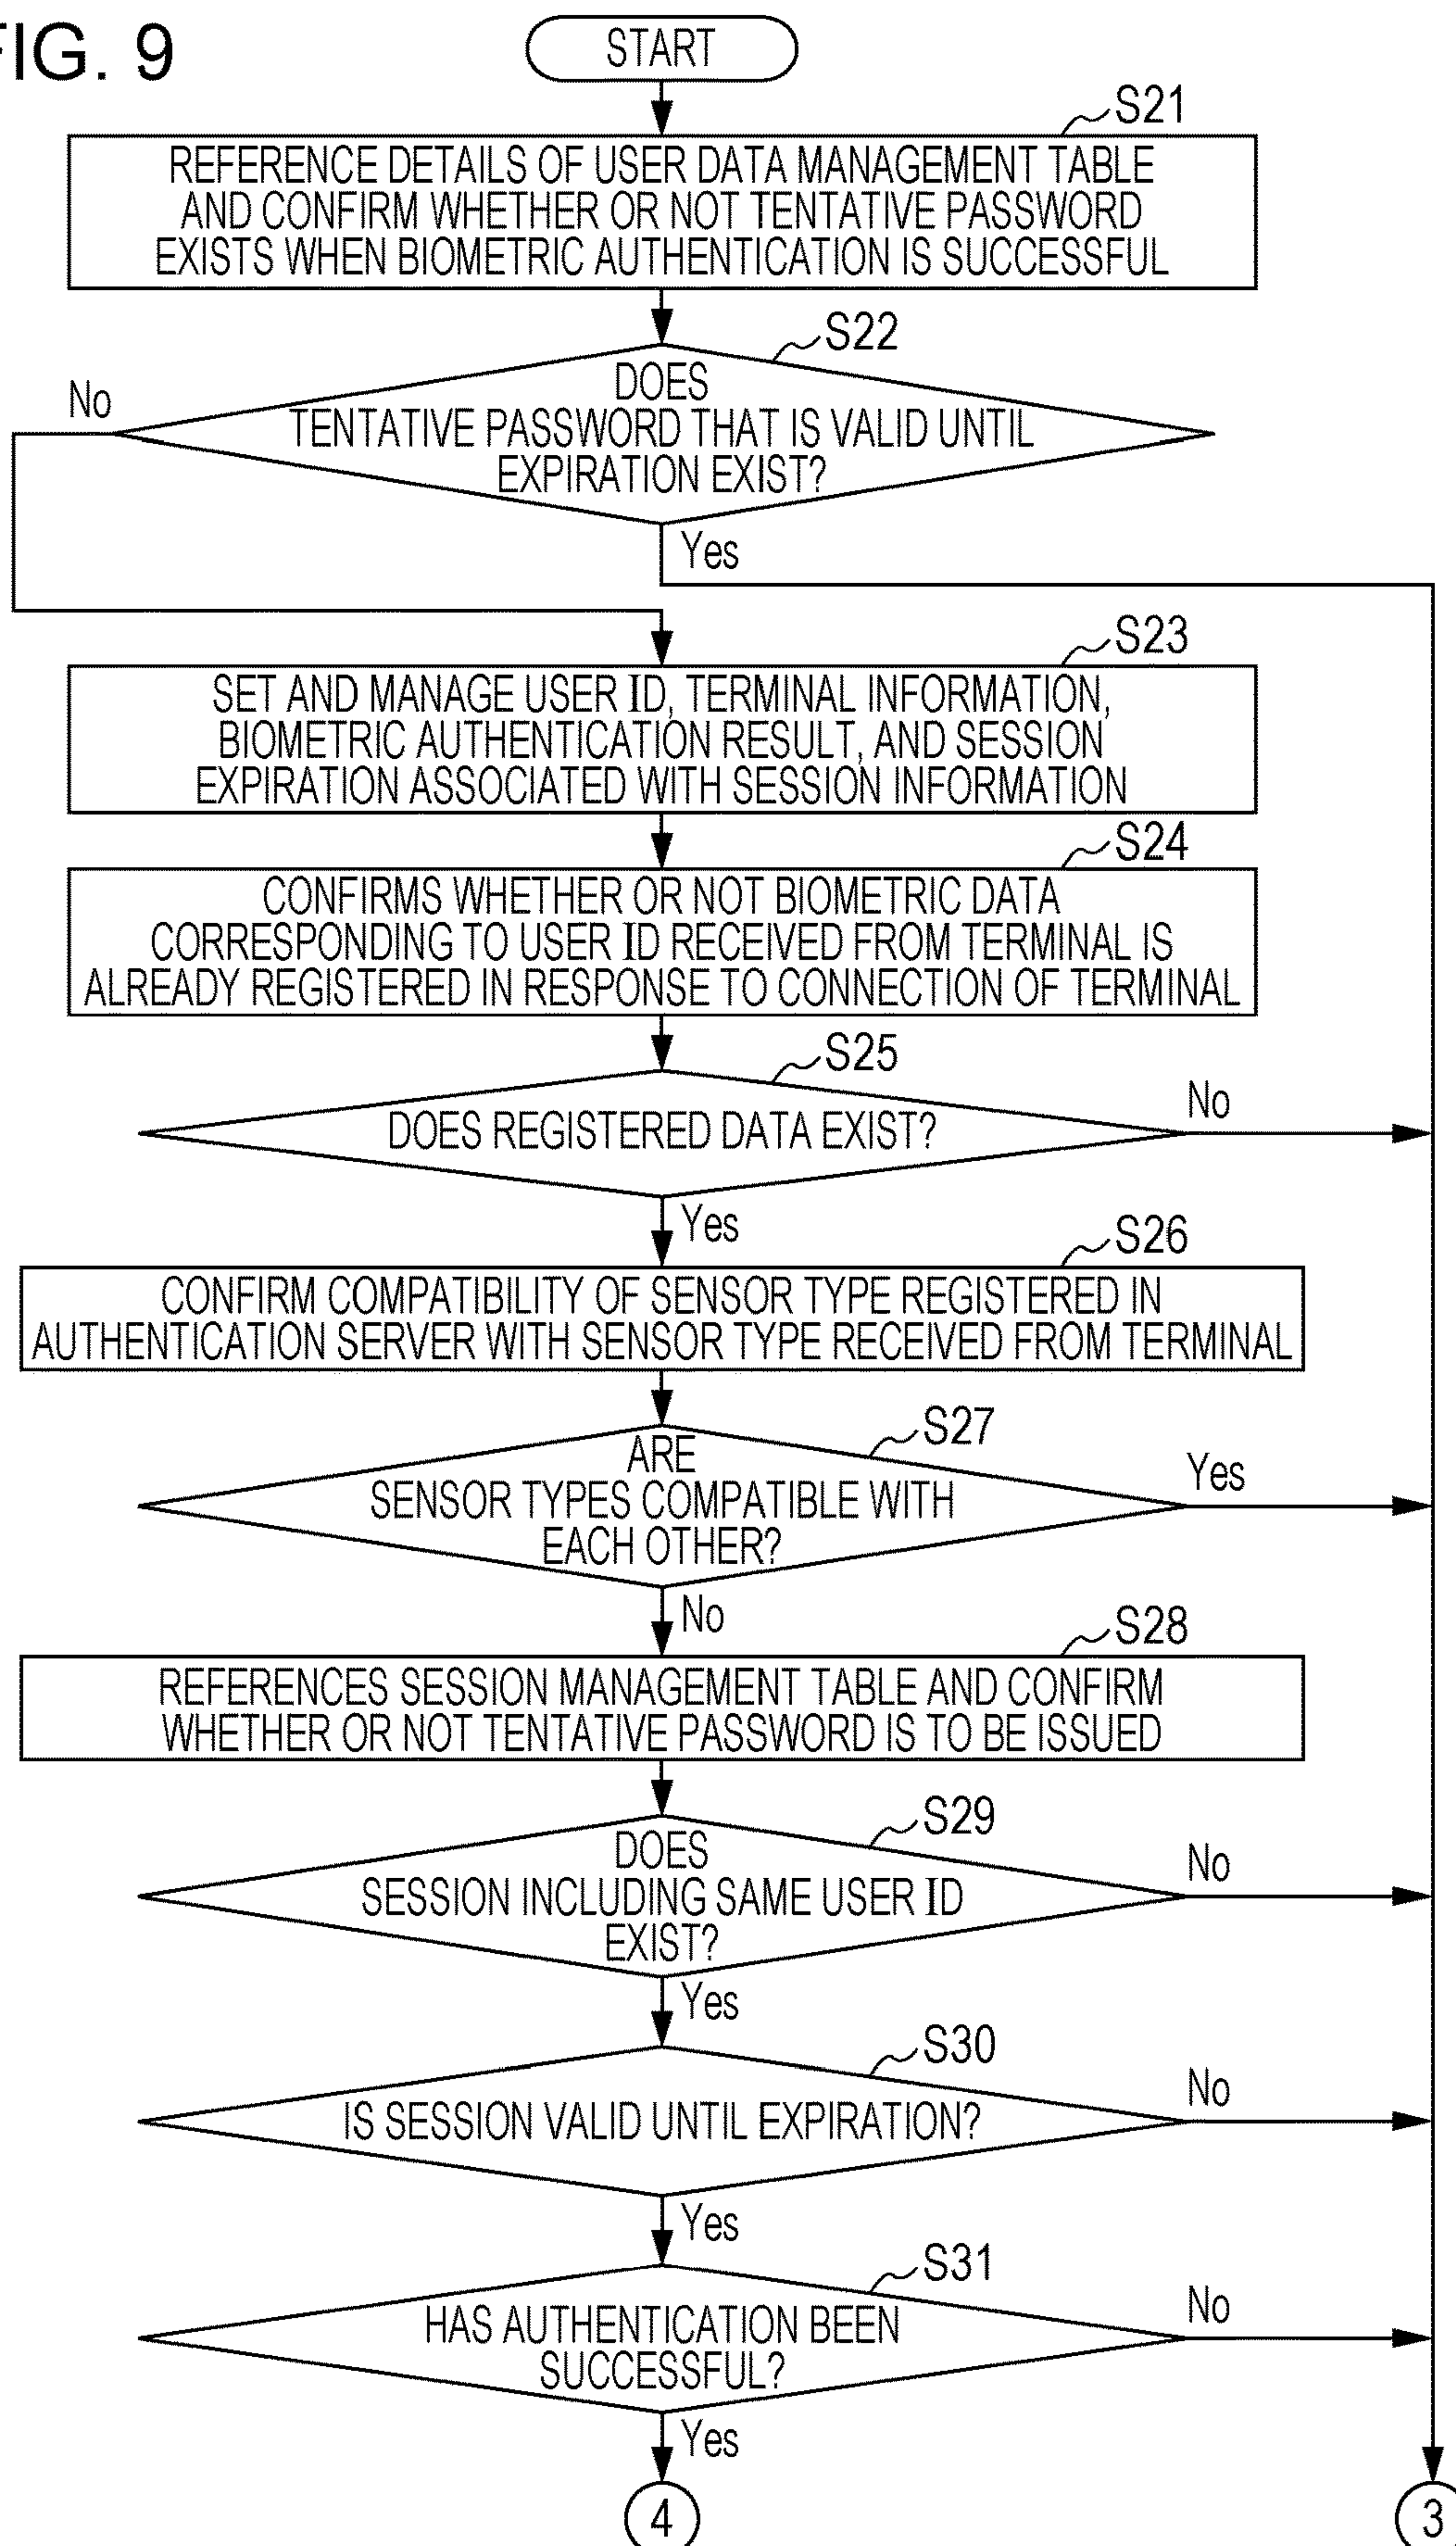 FIG. 9
START
S21
REFERENCE DETAILS OF USER DATA MANAGEMENT TABLE
AND CONFIRM WHETHER OR NOT TENTATIVE PASSWORD
EXISTS WHEN BIOMETRIC AUTHENTICATION IS SUCCESSFUL
S22
DOES
TENTATIVE PASSWORD THAT IS VALID UNTIL
EXPIRATION EXIST?
No
Yes
S23
SET AND MANAGE USER ID, TERMINAL INFORMATION,
BIOMETRIC AUTHENTICATION RESULT, AND SESSION
EXPIRATION ASSOCIATED WITH SESSION INFORMATION
S24
CONFIRMS WHETHER OR NOT BIOMETRIC DATA
CORRESPONDING TO USER ID RECEIVED FROM TERMINAL IS
ALREADY REGISTERED IN RESPONSE TO CONNECTION OF TERMINAL
S25
DOES REGISTERED DATA EXIST?
No
Yes
S26
CONFIRM COMPATIBILITY OF SENSOR TYPE REGISTERED IN
AUTHENTICATION SERVER WITH SENSOR TYPE RECEIVED FROM TERMINAL
S27
ARE
SENSOR TYPES COMPATIBLE WITH
EACH OTHER?
Yes
No
S28
REFERENCES SESSION MANAGEMENT TABLE AND CONFIRM
WHETHER OR NOT TENTATIVE PASSWORD IS TO BE ISSUED
S29
DOES
SESSION INCLUDING SAME USER ID
EXIST?
No
Yes
S30
IS SESSION VALID UNTIL EXPIRATION?
No
Yes
S31
HAS AUTHENTICATION BEEN
SUCCESSFUL?
No
Yes
4
3